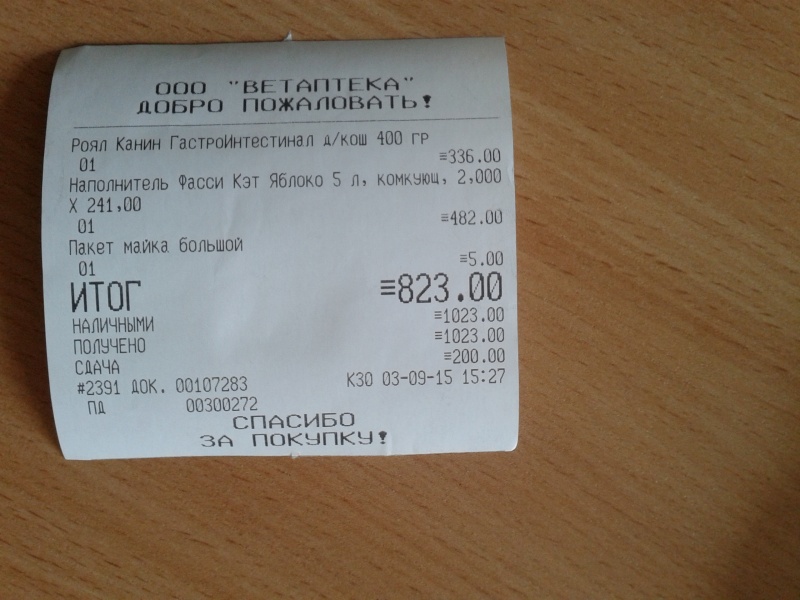 ООО "ВЕТАПТЕКА"
ДОБРО ПОЖАЛОВАТЬ!
Роял Канин ГастроИнтестинал д/кош 400 гр
01 ≡336.00
Наполнитель Фасси Кэт Яблоко 5 л, комкующ, 2,000
X 241,00
01 ≡482.00
Пакет майка большой
01 ≡5.00
ИТОГ ≡823.00
НАЛИЧНЫМИ ≡1023.00
ПОЛУЧЕНО ≡1023.00
СДАЧА ≡200.00
#2391 ДОК. 00107283 К30 03-09-15 15:27
ПД 00300272
СПАСИБО
ЗА ПОКУПКУ!